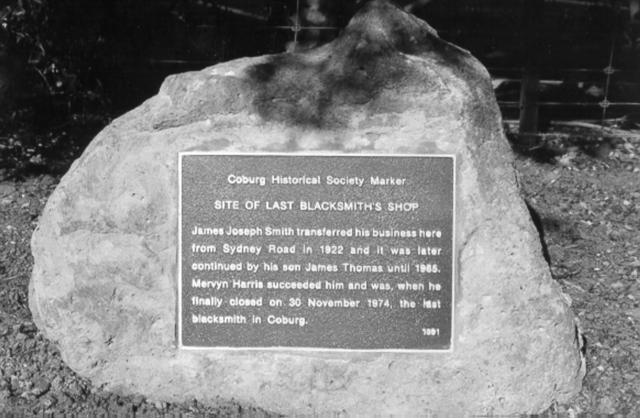 Coburg Historical Society Marker
SITE OF LAST BLACKSMITH'S SHOP
James Joseph Smith transferred his business here
from Sydney Road in 1922 and it was later
continued by his son James Thomas until 1965.
Mervyn Harris succeeded him and was, when he
finally closed on 30 November 1974, the last
blacksmith in Coburg.
1991